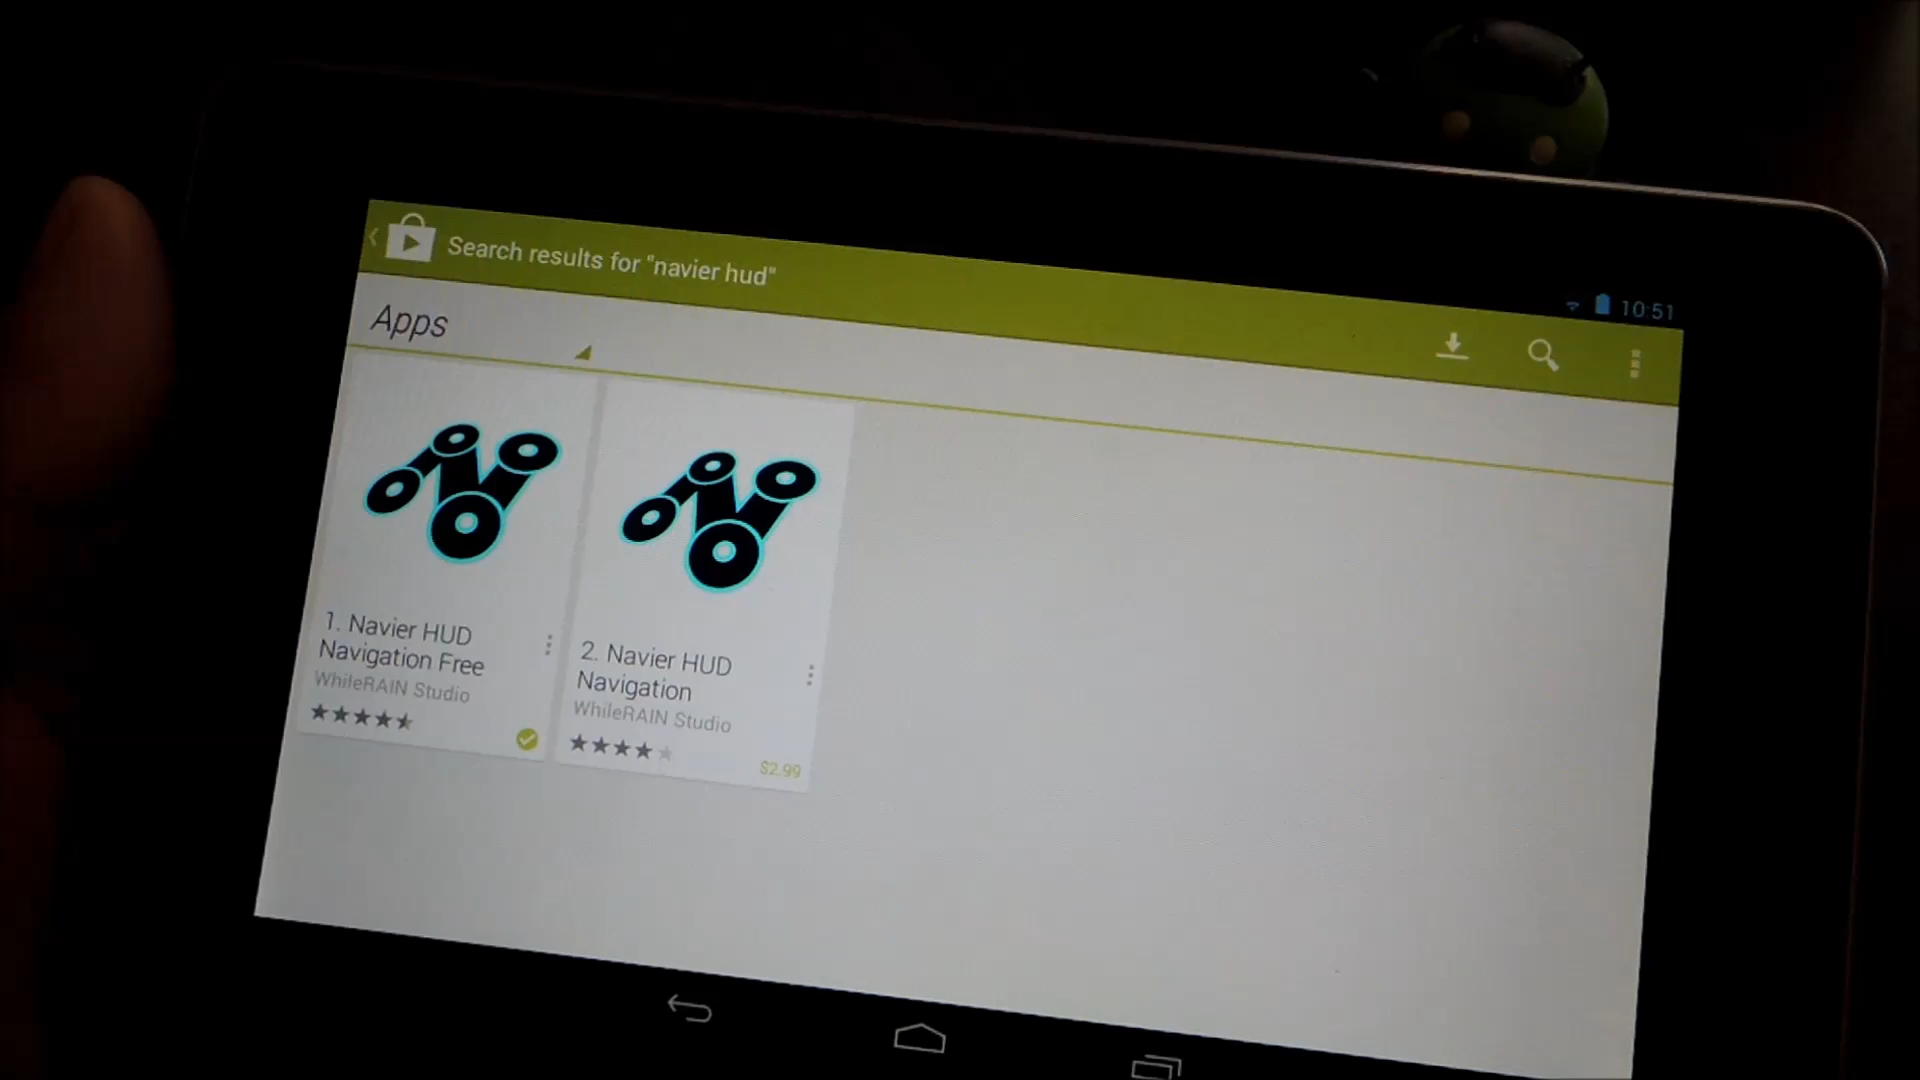 Search results for "navier hud"
10:51
Apps
1. Navier HUD
Navigation Free
WhileRAIN Studio
2. Navier HUD
Navigation
WhileRAIN Studio
$2.99